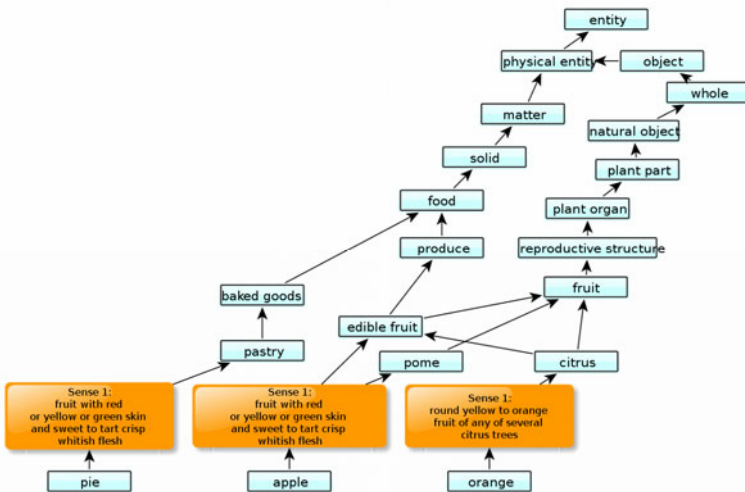 entity
physical entity
object
whole
matter
natural object
solid
plant part
food
plant organ
produce
reproductive structure
baked goods
fruit
edible fruit
pastry
pome
citrus
Sense 1:
fruit with red
or yellow or green skin
and sweet to tart crisp
whitish flesh
Sense 1:
fruit with red
or yellow or green skin
and sweet to tart crisp
whitish flesh
Sense 1:
round yellow to orange
fruit of any of several
citrus trees
pie
apple
orange